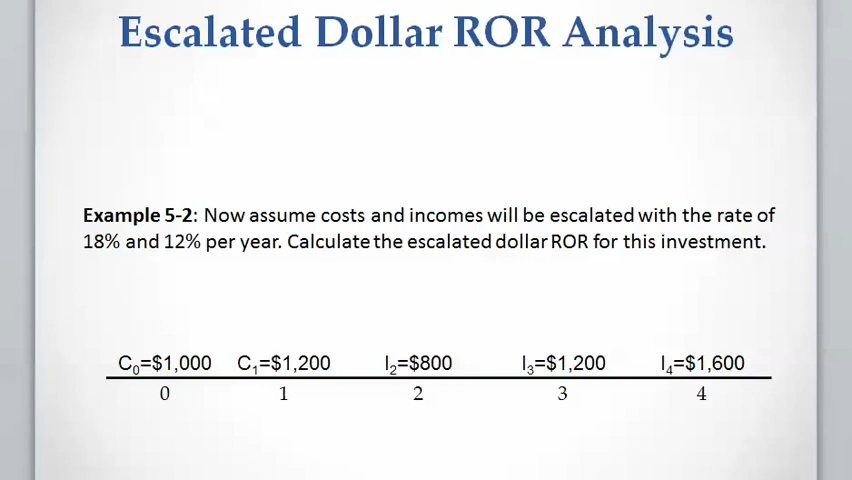 Escalated Dollar ROR Analysis
Example 5-2: Now assume costs and incomes will be escalated with the rate of
18% and 12% per year. Calculate the escalated dollar ROR for this investment.
C₀=$1,000 C₁=$1,200 I₂=$800 I₃=$1,200 I₄=$1,600
0 1 2 3 4